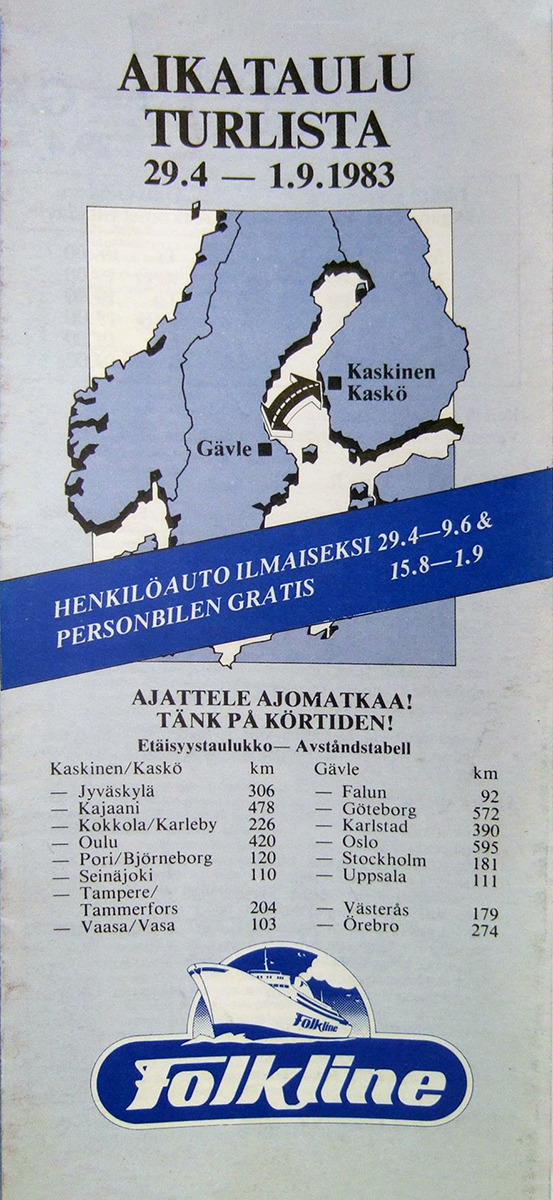 AIKATAULU
TURLISTA
29.4 — 1.9.1983
Kaskinen
Kaskö
Gävle
HENKILÖAUTO ILMAISEKSI 29.4—9.6 &
PERSONBILEN GRATIS 15.8—1.9
AJATTELE AJOMATKAA!
TÄNK PÅ KÖRTIDEN!
Etäisyystaulukko— Avståndstabell
Kaskinen/Kaskö km Gävle km
— Jyväskylä 306 — Falun 92
— Kajaani 478 — Göteborg 572
— Kokkola/Karleby 226 — Karlstad 390
— Oulu 420 — Oslo 595
— Pori/Björneborg 120 — Stockholm 181
— Seinäjoki 110 — Uppsala 111
— Tampere/
Tammerfors 204 — Västerås 179
— Vaasa/Vasa 103 — Örebro 274
Folkline
Folkline